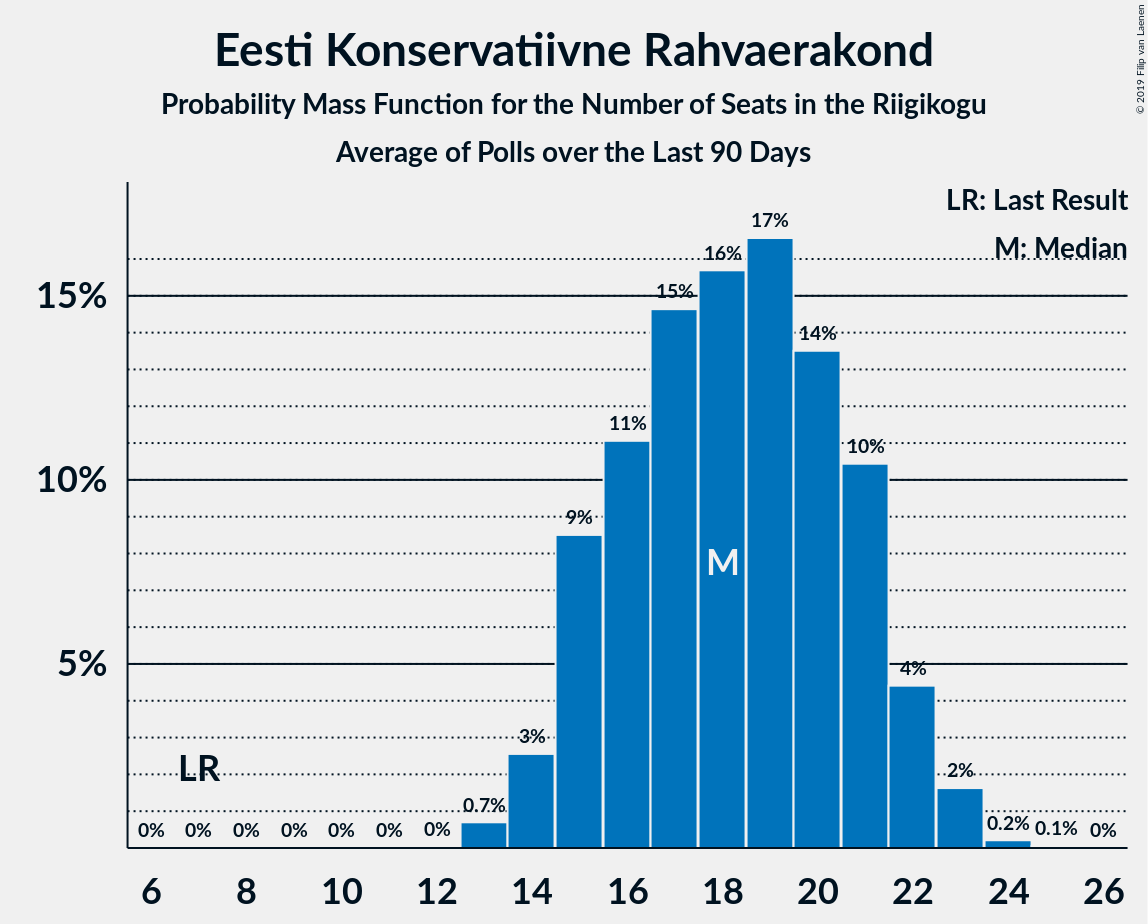 Eesti Konservatiivne Rahvaerakond
Probability Mass Function for the Number of Seats in the Riigikogu
Average of Polls over the Last 90 Days
© 2019 Filip van Laenen
LR: Last Result
M: Median
17%
16%
15%
15%
14%
11%
10%
10%
9%
M
5%
4%
3%
LR
2%
0.7%
0% 0% 0% 0% 0% 0% 0% 0.2% 0.1% 0%
6 8 10 12 14 16 18 20 22 24 26